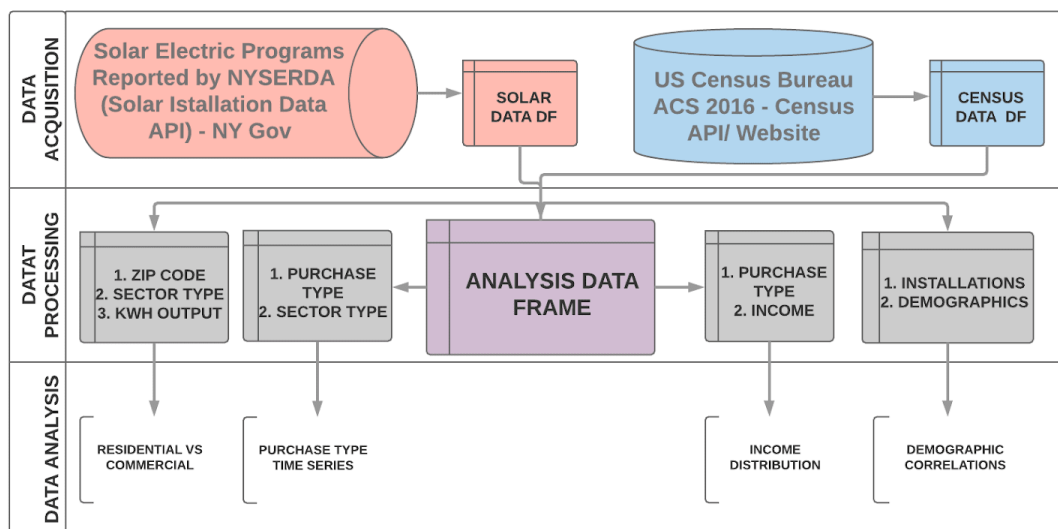 DATA
ACQUISITION
Solar Electric Programs
Reported by NYSERDA
(Solar Istallation Data
API) - NY Gov
SOLAR
DATA DF
US Census Bureau
ACS 2016 - Census
API/ Website
CENSUS
DATA DF
DATAT
PROCESSING
1. ZIP CODE
2. SECTOR TYPE
3. KWH OUTPUT
1. PURCHASE
TYPE
2. SECTOR TYPE
ANALYSIS DATA
FRAME
1. PURCHASE
TYPE
2. INCOME
1. INSTALLATIONS
2. DEMOGRAPHICS
DATA ANALYSIS
RESIDENTIAL VS
COMMERCIAL
PURCHASE TYPE
TIME SERIES
INCOME
DISTRIBUTION
DEMOGRAPHIC
CORRELATIONS